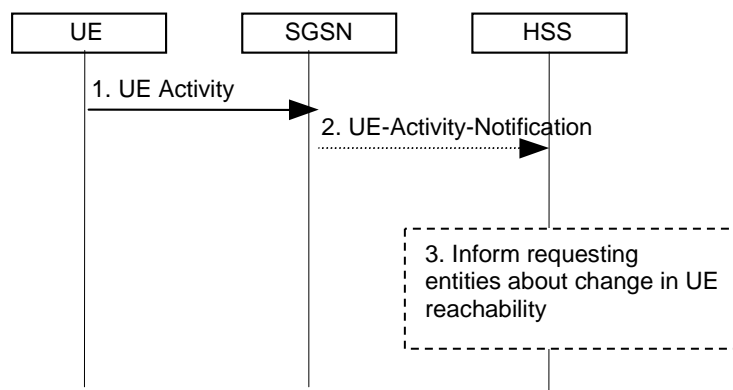 UE
SGSN
HSS
1. UE Activity
2. UE-Activity-Notification
3. Inform requesting
entities about change in UE
reachability